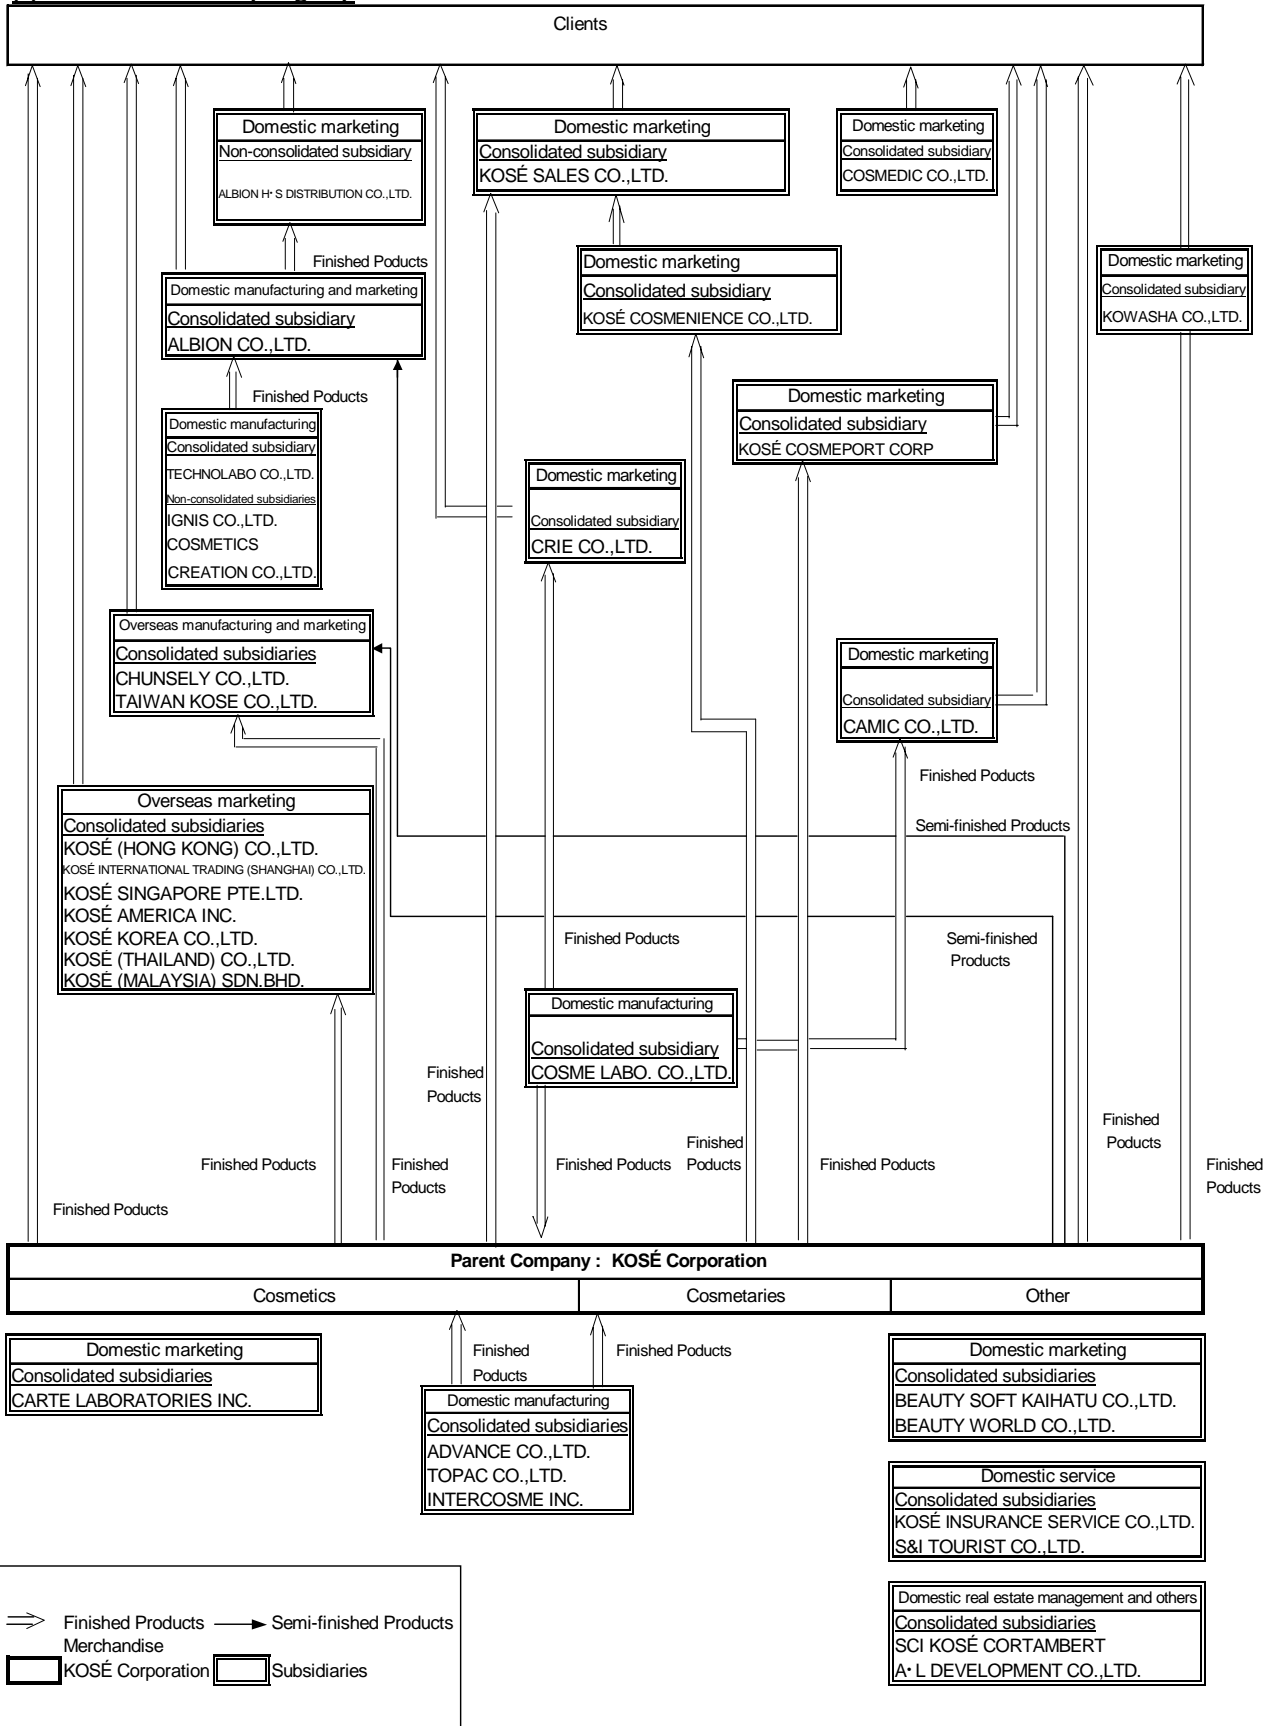 Clients
Domestic marketing
Non-consolidated subsidiary
ALBION H・S DISTRIBUTION CO.,LTD.
Domestic marketing
Consolidated subsidiary
KOSÉ SALES CO.,LTD.
Domestic marketing
Consolidated subsidiary
COSMEDIC CO.,LTD.
Finished Poducts
Domestic manufacturing and marketing
Consolidated subsidiary
ALBION CO.,LTD.
Domestic marketing
Consolidated subsidiary
KOSÉ COSMENIENCE CO.,LTD.
Domestic marketing
Consolidated subsidiary
KOWASHA CO.,LTD.
Finished Poducts
Domestic manufacturing
Consolidated subsidiary
TECHNOLABO CO.,LTD.
Non-consolidated subsidiaries
IGNIS CO.,LTD.
COSMETICS
CREATION CO.,LTD.
Domestic marketing
Consolidated subsidiary
KOSÉ COSMEPORT CORP
Domestic marketing
Consolidated subsidiary
CRIE CO.,LTD.
Overseas manufacturing and marketing
Consolidated subsidiaries
CHUNSELY CO.,LTD.
TAIWAN KOSE CO.,LTD.
Domestic marketing
Consolidated subsidiary
CAMIC CO.,LTD.
Finished Poducts
Semi-finished Products
Overseas marketing
Consolidated subsidiaries
KOSÉ (HONG KONG) CO.,LTD.
KOSÉ INTERNATIONAL TRADING (SHANGHAI) CO.,LTD.
KOSÉ SINGAPORE PTE.LTD.
KOSÉ AMERICA INC.
KOSÉ KOREA CO.,LTD.
KOSÉ (THAILAND) CO.,LTD.
KOSÉ (MALAYSIA) SDN.BHD.
Finished Poducts
Semi-finished
Products
Domestic manufacturing
Consolidated subsidiary
COSME LABO. CO.,LTD.
Finished
Poducts
Finished Poducts
Finished Poducts
Finished
Poducts
Finished Poducts
Finished
Poducts
Finished Poducts
Finished
Poducts
Finished
Poducts
Parent Company : KOSÉ Corporation
Cosmetics
Cosmetaries
Other
Domestic marketing
Consolidated subsidiaries
CARTE LABORATORIES INC.
Finished
Poducts
Finished Poducts
Domestic manufacturing
Consolidated subsidiaries
ADVANCE CO.,LTD.
TOPAC CO.,LTD.
INTERCOSME INC.
Domestic marketing
Consolidated subsidiaries
BEAUTY SOFT KAIHATU CO.,LTD.
BEAUTY WORLD CO.,LTD.
Domestic service
Consolidated subsidiaries
KOSÉ INSURANCE SERVICE CO.,LTD.
S&I TOURIST CO.,LTD.
Domestic real estate management and others
Consolidated subsidiaries
SCI KOSÉ CORTAMBERT
A・L DEVELOPMENT CO.,LTD.
Finished Products
Merchandise
Semi-finished Products
KOSÉ Corporation
Subsidiaries